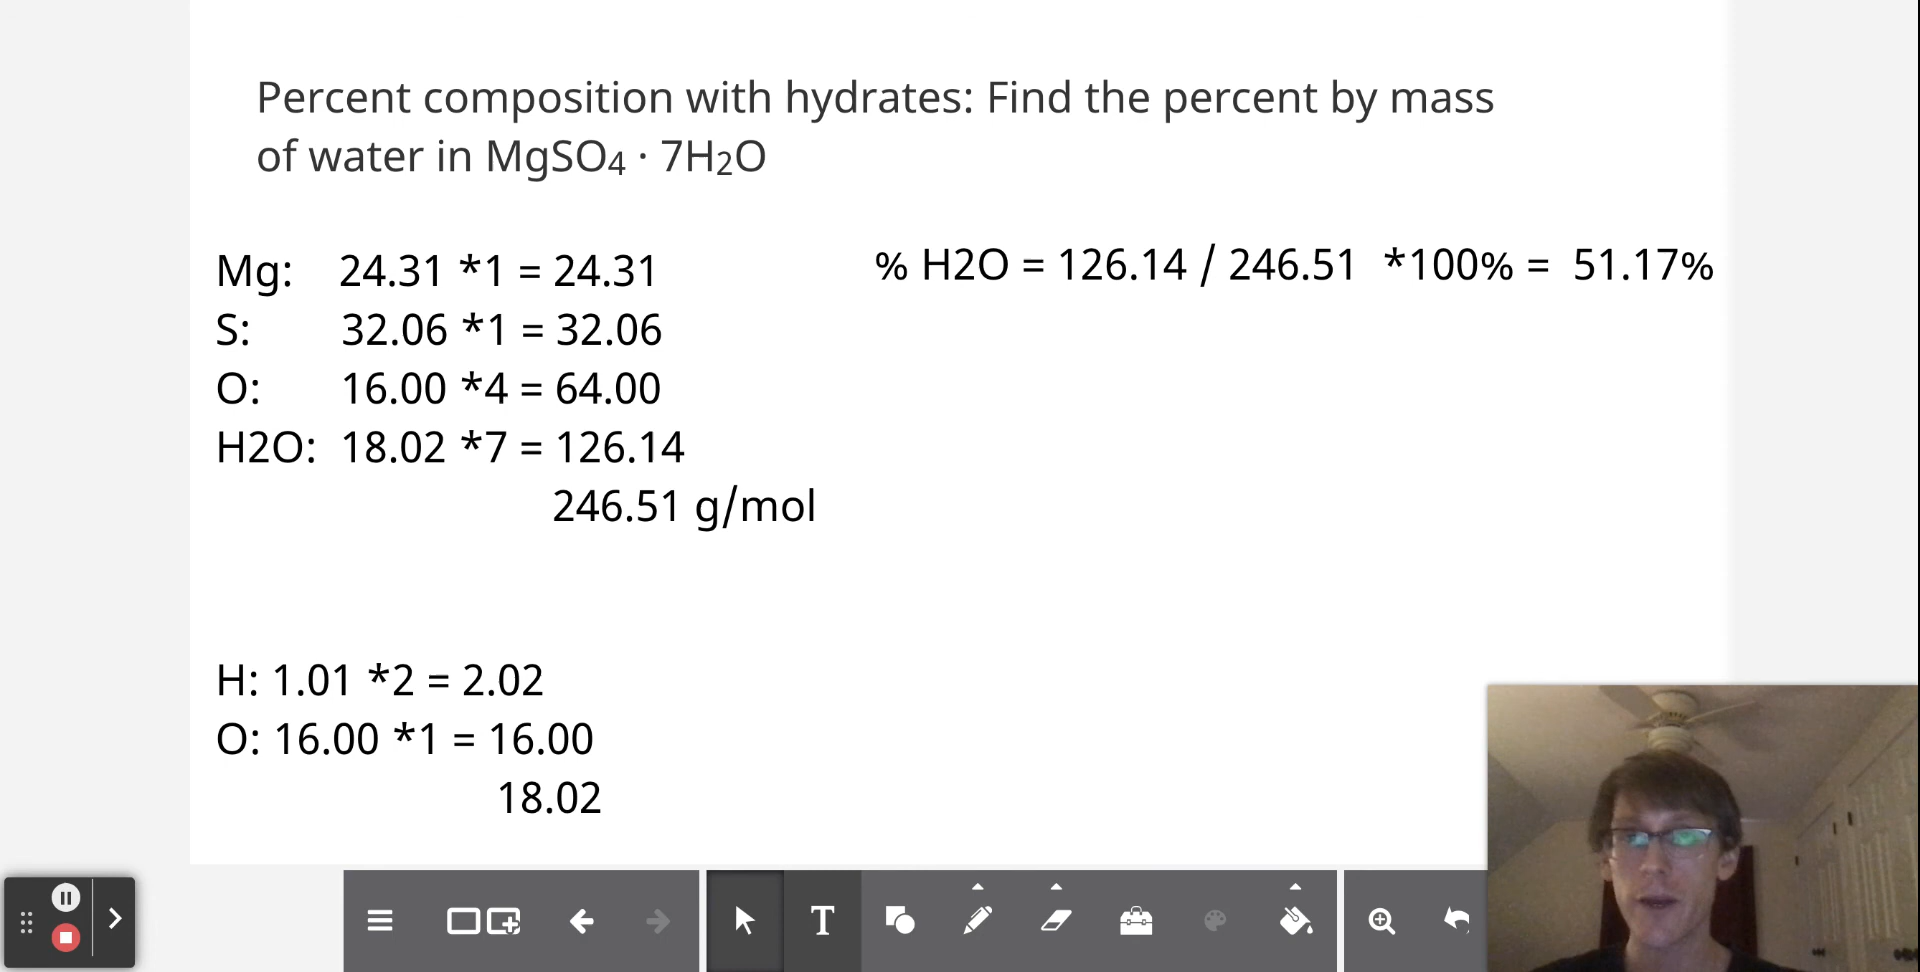 Percent composition with hydrates: Find the percent by mass
of water in MgSO₄ · 7H₂O
Mg: 24.31 *1 = 24.31
S: 32.06 *1 = 32.06
O: 16.00 *4 = 64.00
H2O: 18.02 *7 = 126.14
246.51 g/mol
% H2O = 126.14 / 246.51 *100% = 51.17%
H: 1.01 *2 = 2.02
O: 16.00 *1 = 16.00
18.02
T